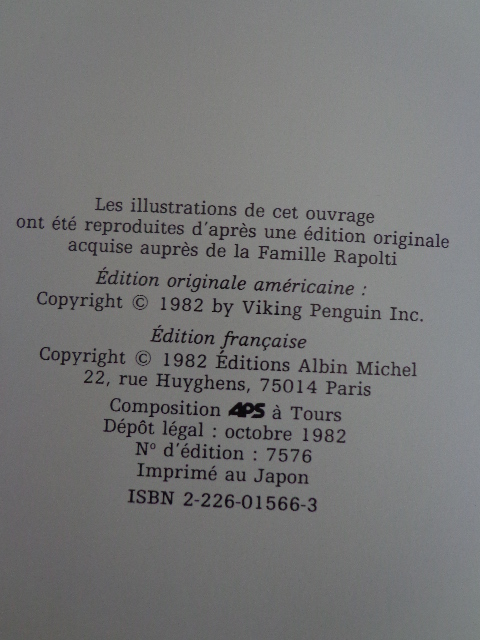 Les illustrations de cet ouvrage
ont été reproduites d'après une édition originale
acquise auprès de la Famille Rapolti
Édition originale américaine :
Copyright © 1982 by Viking Penguin Inc.
Édition française
Copyright © 1982 Éditions Albin Michel
22, rue Huyghens, 75014 Paris
Composition APS à Tours
Dépôt légal : octobre 1982
N° d'édition : 7576
Imprimé au Japon
ISBN 2-226-01566-3